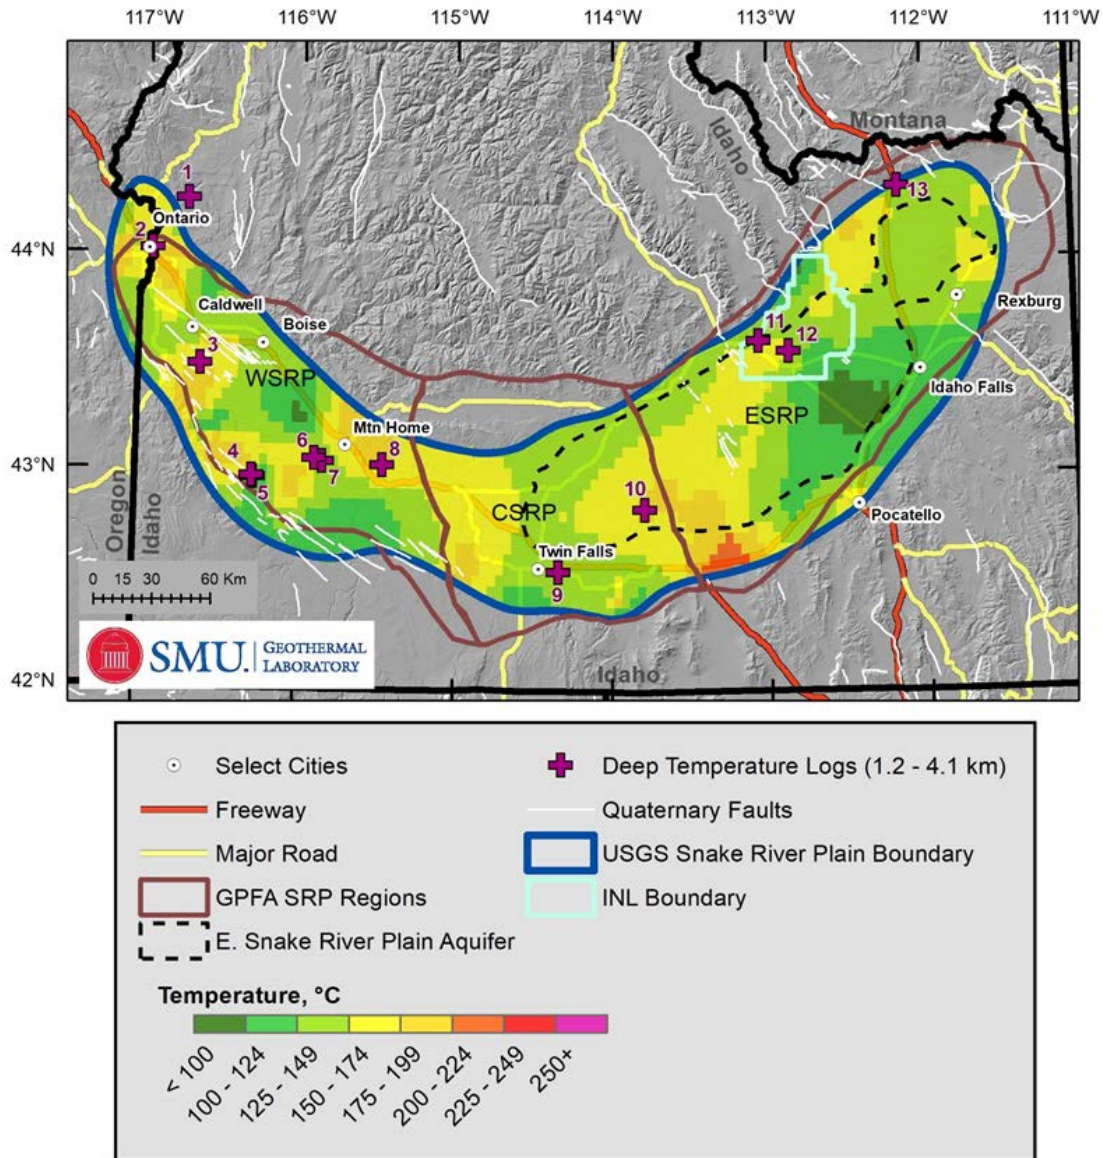 117°W 116°W 115°W 114°W 113°W 112°W 111°W
Montana
Idaho
1
13
Ontario
2
44°N
Caldwell
Boise
Rexburg
3
11
12
WSRP
Idaho Falls
ESRP
Mtn Home
6
8
43°N
4
7
5
10
CSRP
Pocatello
Oregon
Idaho
Twin Falls
0 15 30 60 Km
9
SMU. GEOTHERMAL
LABORATORY
Idaho
42°N
Select Cities
Deep Temperature Logs (1.2 - 4.1 km)
Freeway
Quaternary Faults
Major Road
USGS Snake River Plain Boundary
GPFA SRP Regions
INL Boundary
E. Snake River Plain Aquifer
Temperature, °C
< 100
100 - 124
125 - 149
150 - 174
175 - 199
200 - 224
225 - 249
250+